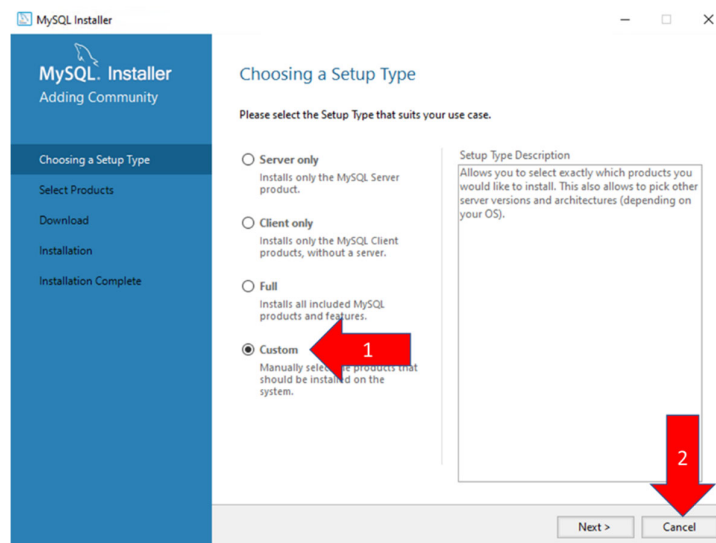 MySQL Installer
MySQL. Installer
Adding Community
Choosing a Setup Type
Select Products
Download
Installation
Installation Complete
Choosing a Setup Type
Please select the Setup Type that suits your use case.
Server only
Installs only the MySQL Server
product.
Client only
Installs only the MySQL Client
products, without a server.
Full
Installs all included MySQL
products and features.
Custom
1
Manually select the products that
should be installed on the
system.
Setup Type Description
Allows you to select exactly which products you
would like to install. This also allows to pick other
server versions and architectures (depending on
your OS).
2
Next >
Cancel